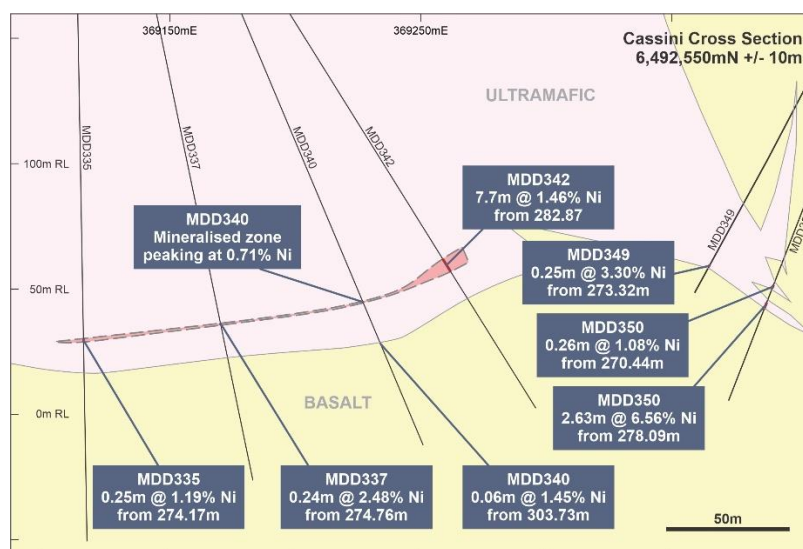 369150mE
369250mE
Cassini Cross Section
6,492,550mN +/- 10m
ULTRAMAFIC
MDD335
MDD337
MDD340
MDD342
MDD349
100m RL
50m RL
0m RL
MDD342
7.7m @ 1.46% Ni
from 282.87
MDD340
Mineralised zone
peaking at 0.71% Ni
MDD349
0.25m @ 3.30% Ni
from 273.32m
MDD350
0.26m @ 1.08% Ni
from 270.44m
MDD350
2.63m @ 6.56% Ni
from 278.09m
BASALT
MDD335
0.25m @ 1.19% Ni
from 274.17m
MDD337
0.24m @ 2.48% Ni
from 274.76m
MDD340
0.06m @ 1.45% Ni
from 303.73m
50m